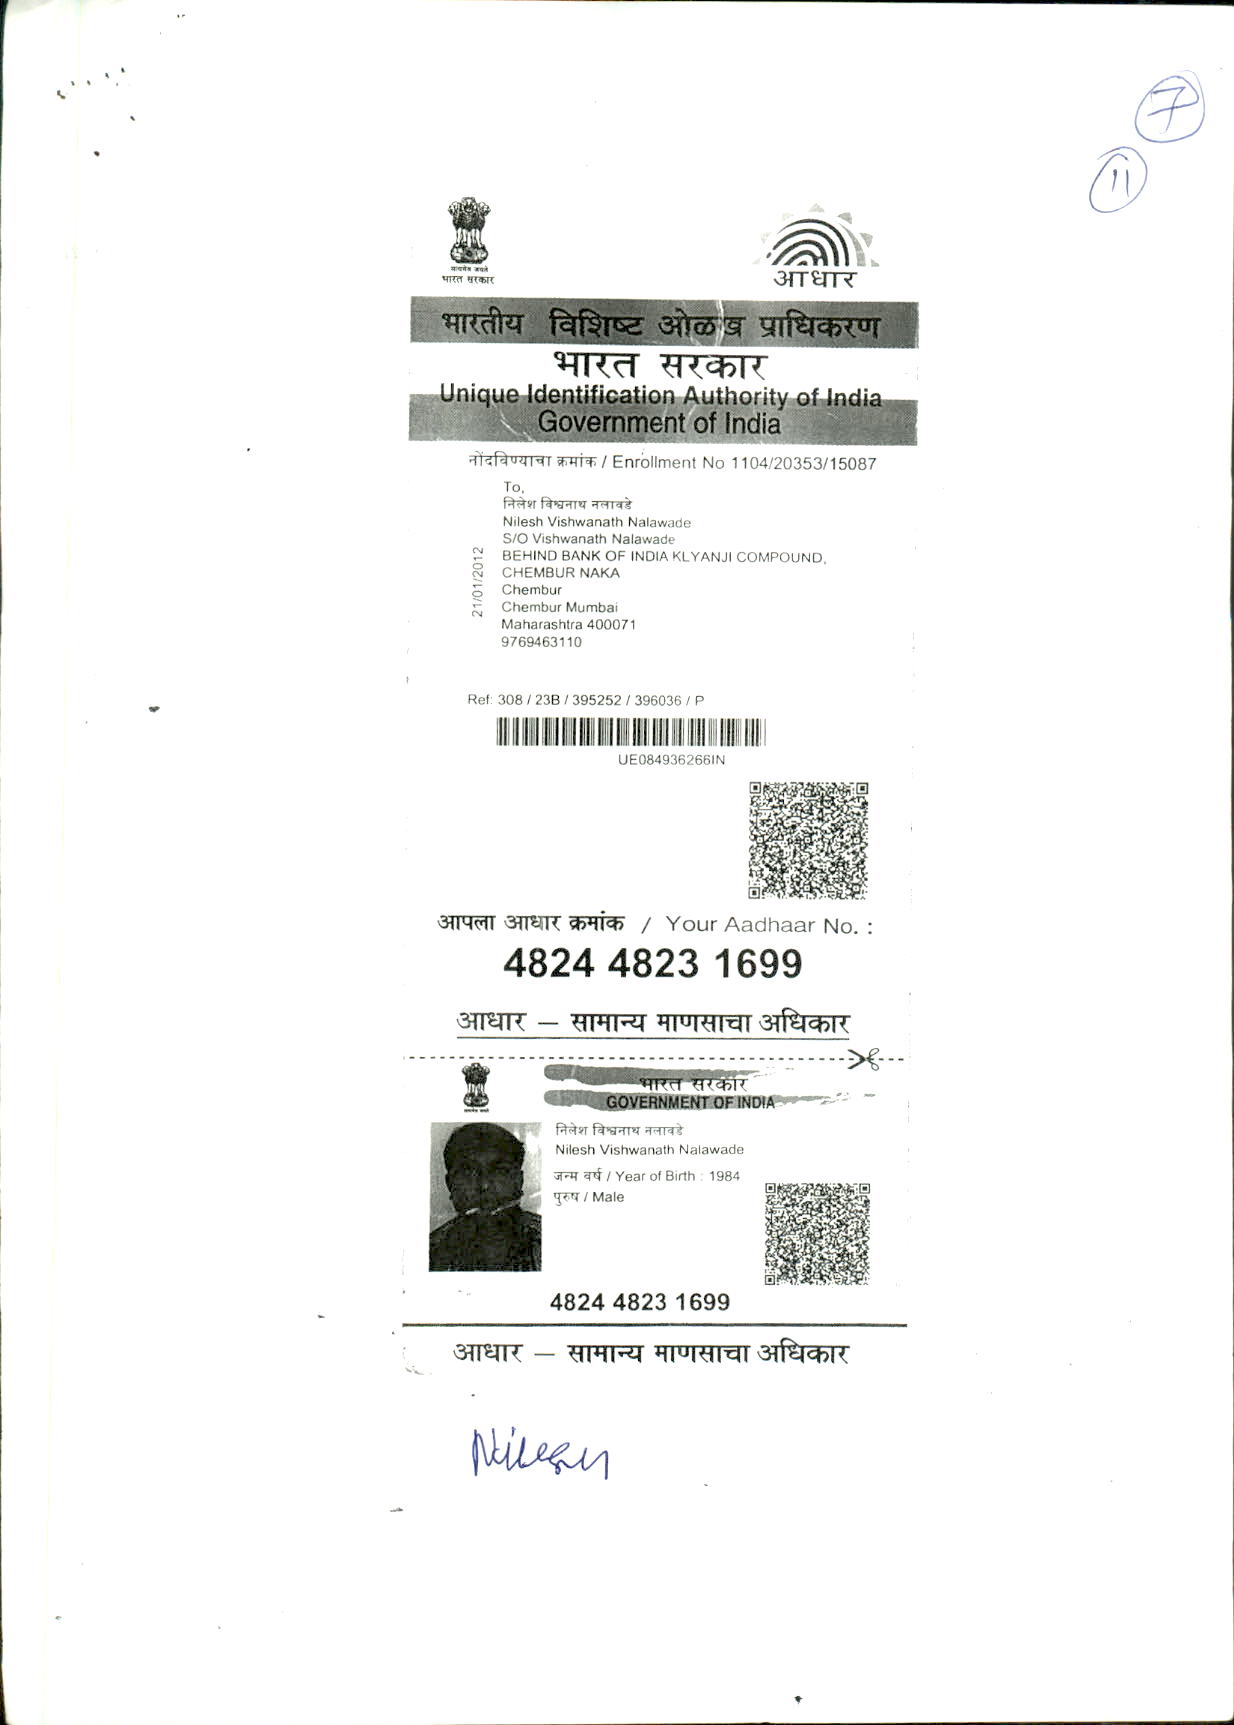 7
11
सत्यमेव जयते
भारत सरकार
आधार
भारतीय विशिष्ट ओळख प्राधिकरण
भारत सरकार
Unique Identification Authority of India
Government of India
नोंदविण्याचा क्रमांक / Enrollment No 1104/20353/15087
To,
निलेश विश्वनाथ नलावडे
Nilesh Vishwanath Nalawade
S/O Vishwanath Nalawade
BEHIND BANK OF INDIA KLYANJI COMPOUND,
CHEMBUR NAKA
Chembur
Chembur Mumbai
Maharashtra 400071
9769463110
21/01/2012
Ref: 308 / 23B / 395252 / 396036 / P
UE084936266IN
आपला आधार क्रमांक / Your Aadhaar No. :
4824 4823 1699
आधार – सामान्य माणसाचा अधिकार
सत्यमेव जयते
भारत सरकार
GOVERNMENT OF INDIA
निलेश विश्वनाथ नलावडे
Nilesh Vishwanath Nalawade
जन्म वर्ष / Year of Birth : 1984
पुरुष / Male
4824 4823 1699
आधार – सामान्य माणसाचा अधिकार
Nilesh